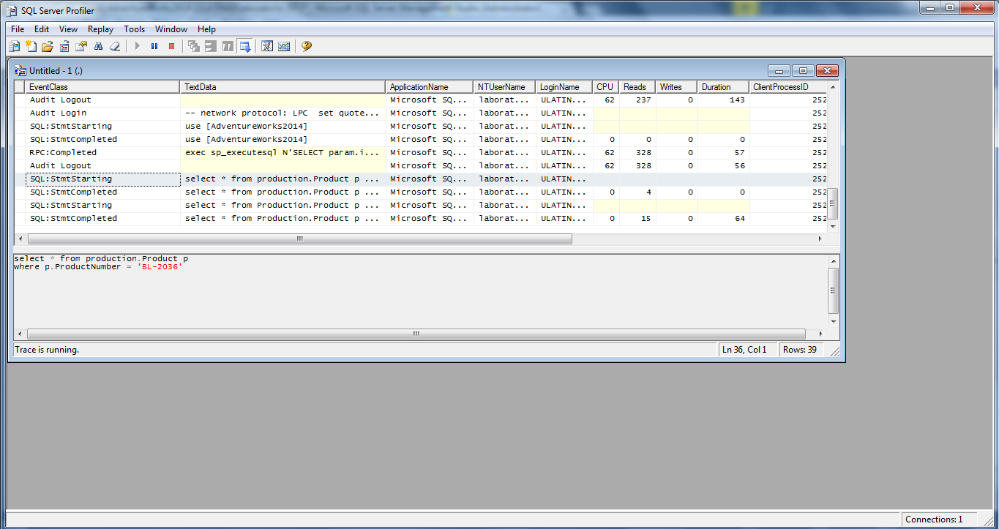 SQL Server Profiler
File Edit View Replay Tools Window Help
Untitled - 1 (.)
EventClass TextData ApplicationName NTUserName LoginName CPU Reads Writes Duration ClientProcessID
Audit Logout Microsoft SQ... laborat... ULATIN... 62 237 0 143 252
Audit Login -- network protocol: LPC set quote... Microsoft SQ... laborat... ULATIN... 252
SQL:StmtStarting use [AdventureWorks2014] Microsoft SQ... laborat... ULATIN... 252
SQL:StmtCompleted use [AdventureWorks2014] Microsoft SQ... laborat... ULATIN... 0 0 0 0 252
RPC:Completed exec sp_executesql N'SELECT param.i... Microsoft SQ... laborat... ULATIN... 62 328 0 57 252
Audit Logout Microsoft SQ... laborat... ULATIN... 62 328 0 56 252
SQL:StmtStarting select * from production.Product p ... Microsoft SQ... laborat... ULATIN... 252
SQL:StmtCompleted select * from production.Product p ... Microsoft SQ... laborat... ULATIN... 0 4 0 0 252
SQL:StmtStarting select * from Production.Product p ... Microsoft SQ... laborat... ULATIN... 252
SQL:StmtCompleted select * from Production.Product p ... Microsoft SQ... laborat... ULATIN... 0 15 0 64 252
select * from production.Product p
where p.ProductNumber = 'BL-2036'
Trace is running. Ln 36, Col 1 Rows: 39
Connections: 1